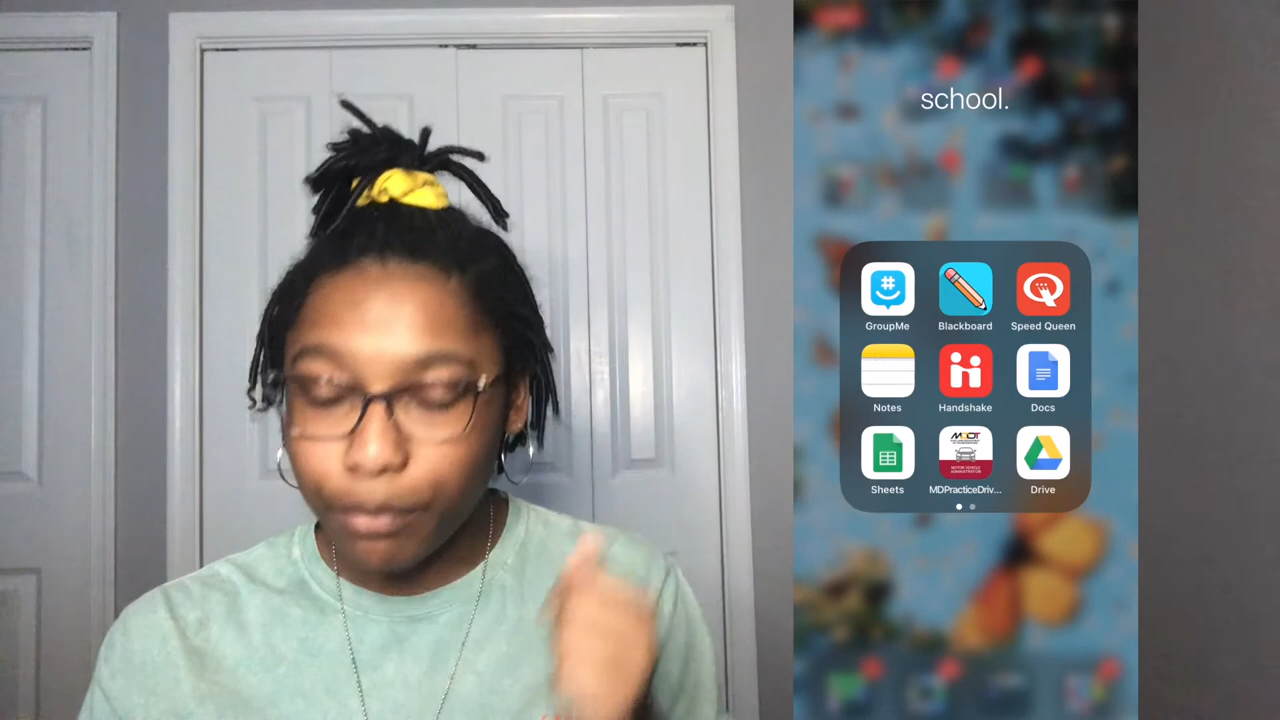 school.
GroupMe
Blackboard
Speed Queen
Notes
Handshake
Docs
Sheets
MDPracticeDriv...
Drive